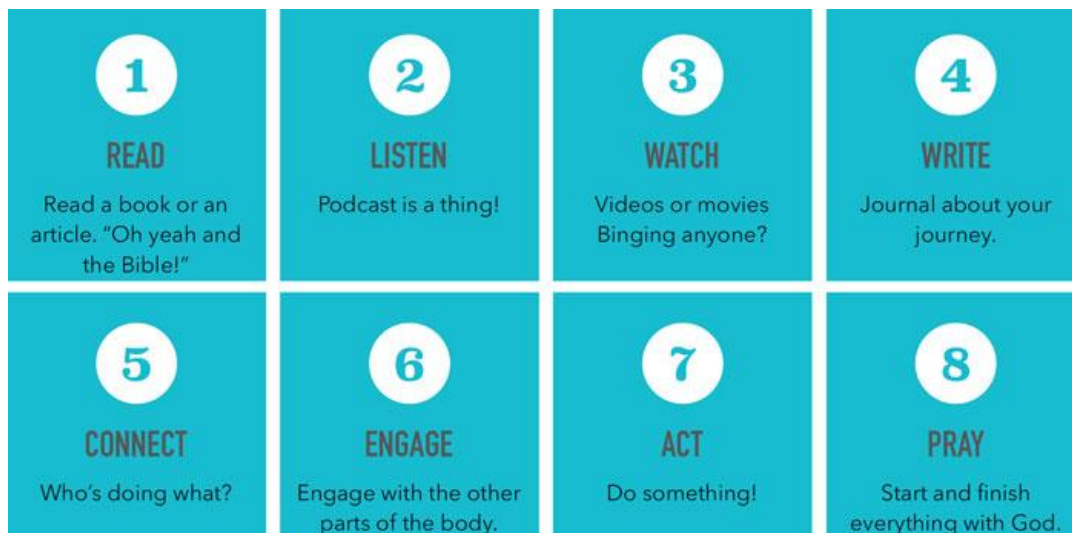 1
READ
Read a book or an
article. “Oh yeah and
the Bible!”
2
LISTEN
Podcast is a thing!
3
WATCH
Videos or movies
Binging anyone?
4
WRITE
Journal about your
journey.
5
CONNECT
Who’s doing what?
6
ENGAGE
Engage with the other
parts of the body.
7
ACT
Do something!
8
PRAY
Start and finish
everything with God.